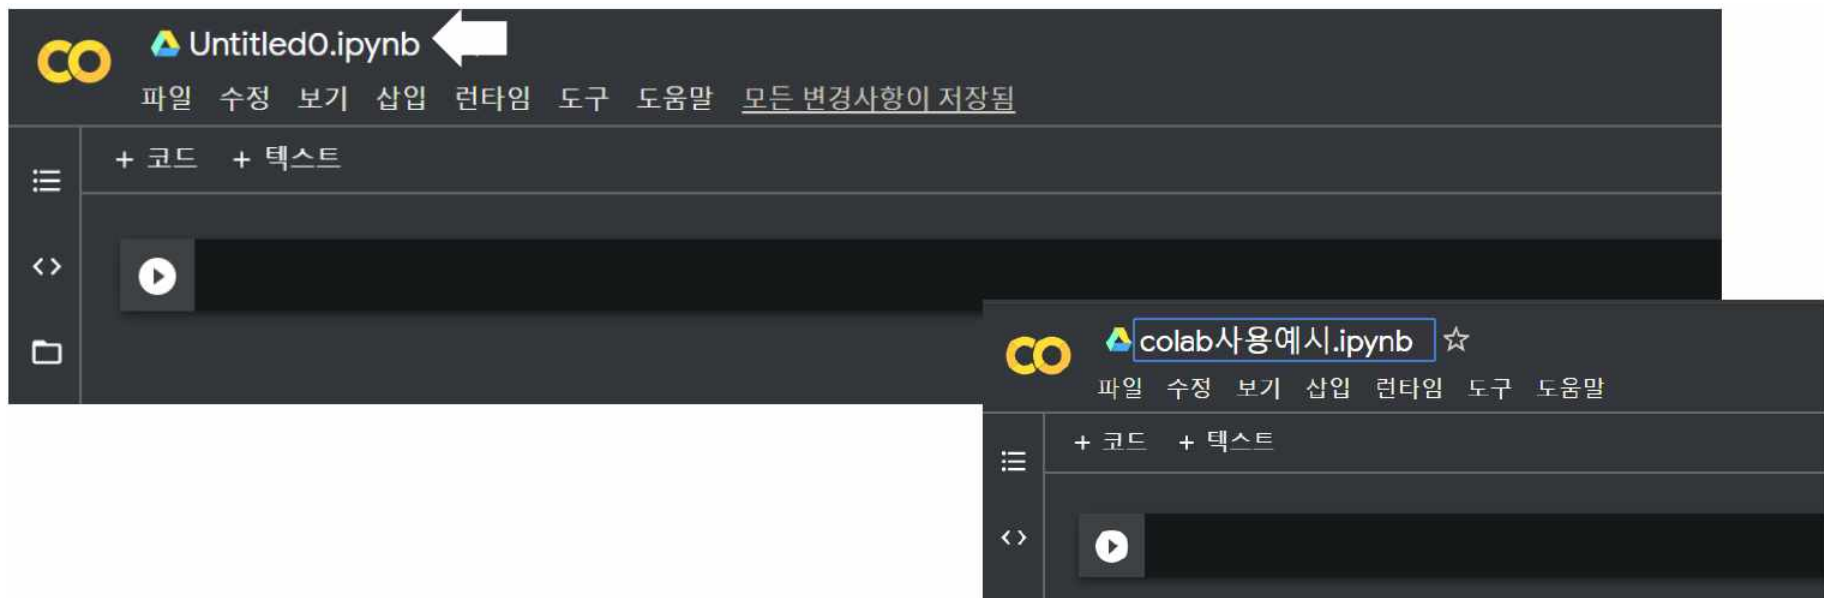 Untitled0.ipynb
파일 수정 보기 삽입 런타임 도구 도움말 모든 변경사항이 저장됨
+ 코드 + 텍스트
colab사용예시.ipynb
파일 수정 보기 삽입 런타임 도구 도움말
+ 코드 + 텍스트